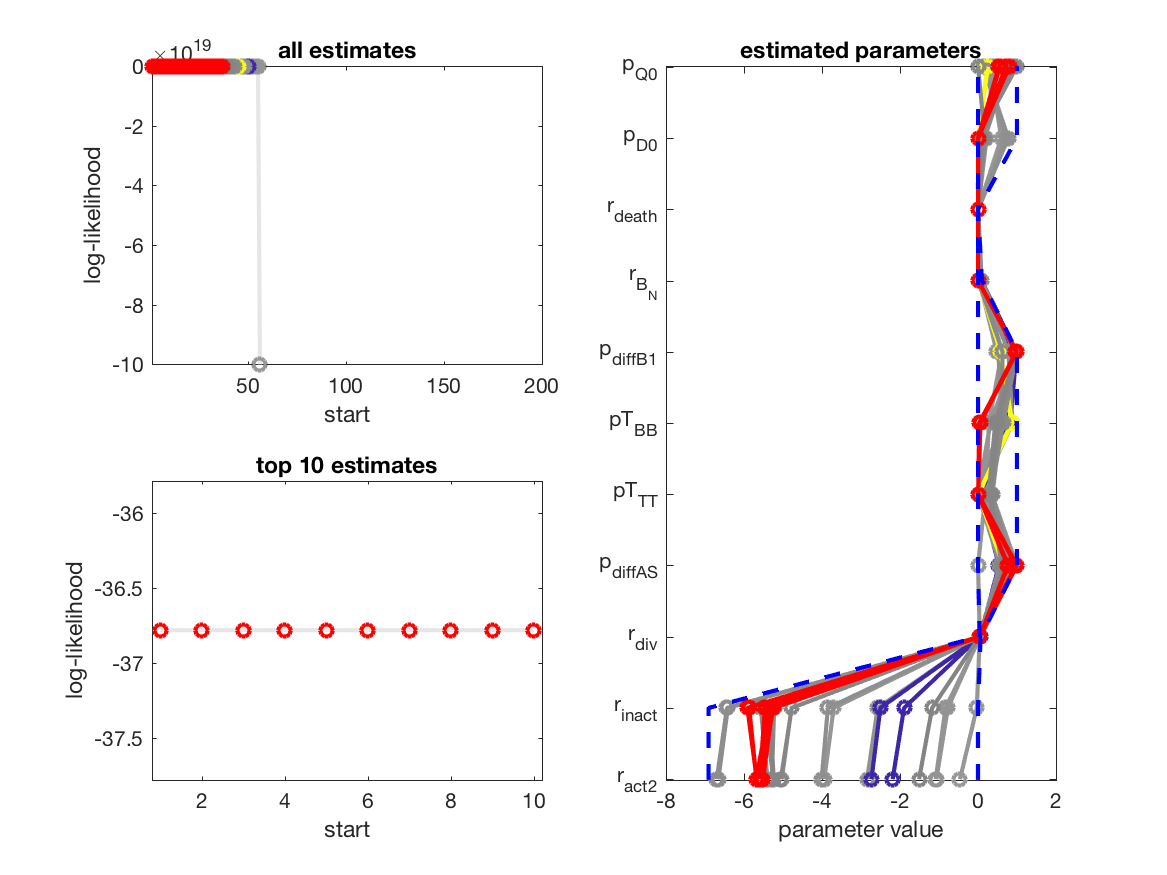 ×10^19
all estimates
0
-2
-4
-6
-8
-10
log-likelihood
50
100
150
200
start
top 10 estimates
-36
-36.5
-37
-37.5
log-likelihood
2
4
6
8
10
start
estimated parameters
p_Q0
p_D0
r_death
r_B_N
p_diffB1
pT_BB
pT_TT
p_diffAS
r_div
r_inact
r_act2
-8
-6
-4
-2
0
2
parameter value